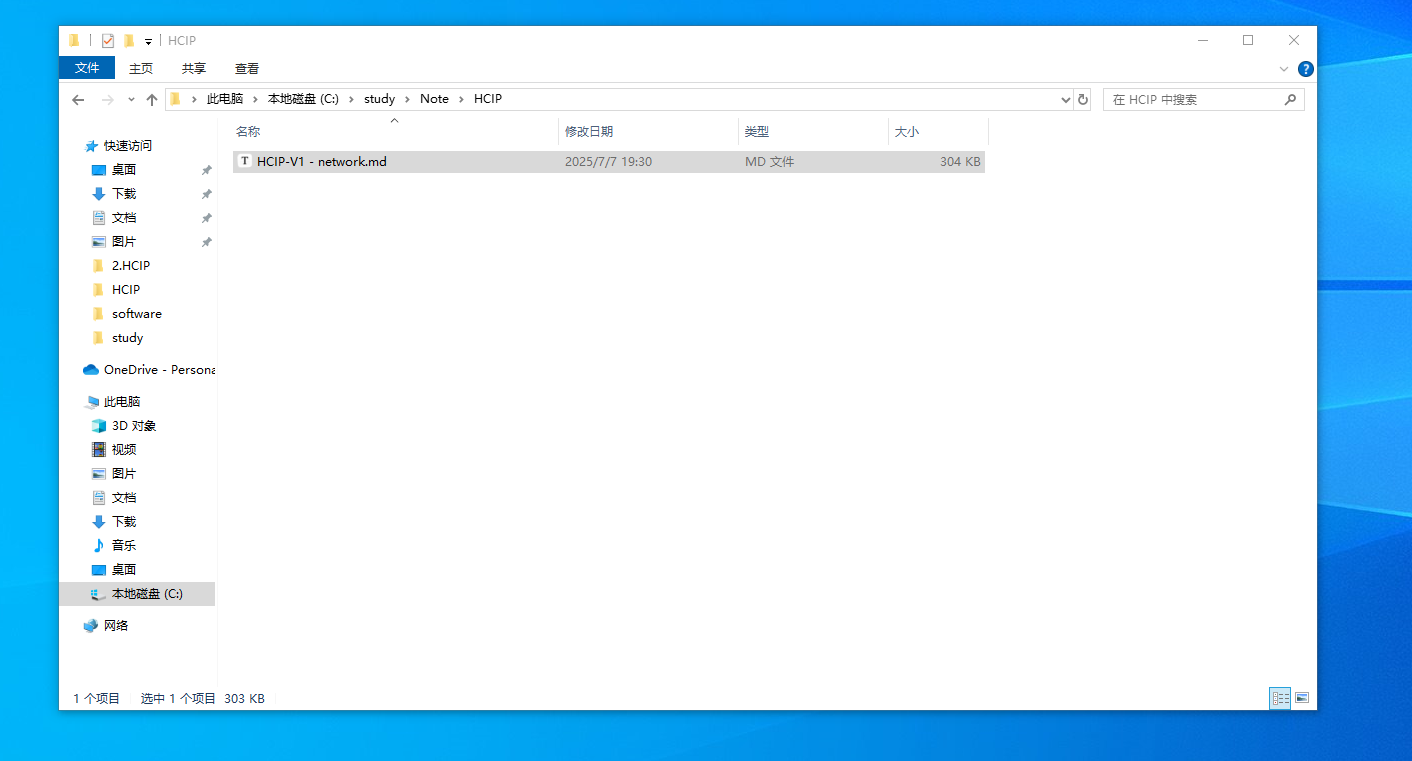 HCIP
文件 主页 共享 查看
此电脑 › 本地磁盘 (C:) › study › Note › HCIP
在 HCIP 中搜索
名称 修改日期 类型 大小
HCIP-V1 - network.md 2025/7/7 19:30 MD 文件 304 KB
快速访问
桌面
下载
文档
图片
2.HCIP
HCIP
software
study
OneDrive - Persona
此电脑
3D 对象
视频
图片
文档
下载
音乐
桌面
本地磁盘 (C:)
网络
1 个项目 选中 1 个项目 303 KB